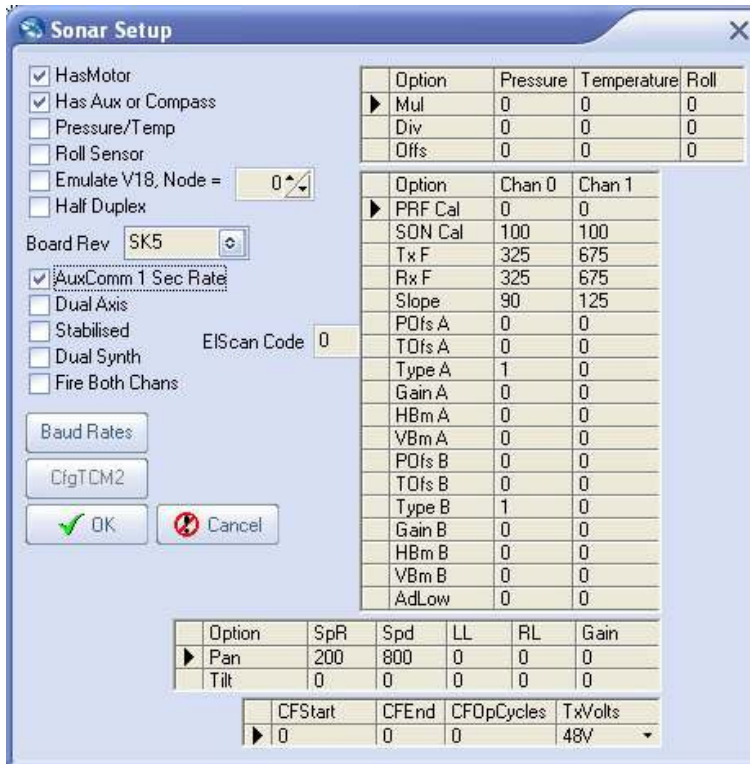 Sonar Setup
HasMotor
Has Aux or Compass
Pressure/Temp
Roll Sensor
Emulate V18, Node = 0
Half Duplex
Board Rev SK5
AuxComm 1 Sec Rate
Dual Axis
Stabilised
Dual Synth
Fire Both Chans
ElScan Code 0
Baud Rates
CfgTCM2
OK Cancel
Option Pressure Temperature Roll
Mul 0 0 0
Div 0 0 0
Offs 0 0 0
Option Chan 0 Chan 1
PRF Cal 0 0
SON Cal 100 100
Tx F 325 675
Rx F 325 675
Slope 90 125
POfs A 0 0
TOfs A 0 0
Type A 1 0
Gain A 0 0
HBm A 0 0
VBm A 0 0
POfs B 0 0
TOfs B 0 0
Type B 1 0
Gain B 0 0
HBm B 0 0
VBm B 0 0
AdLow 0 0
Option SpR Spd LL RL Gain
Pan 200 800 0 0 0
Tilt 0 0 0 0 0
CFStart CFEnd CFOpCycles TxVolts
0 0 0 48V